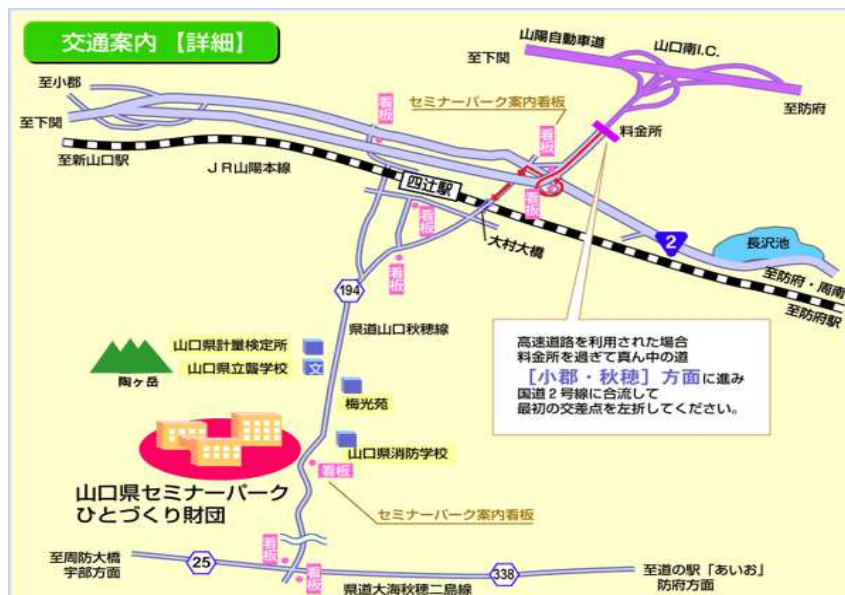 交通案内【詳細】
山陽自動車道
山口南I.C.
至下関
至防府
至小郡
至下関
セミナーパーク案内看板
看板
看板
料金所
至新山口駅
JR山陽本線
四辻駅
看板
看板
看板
大村大橋
2
長沢池
至防府・周南
至防府駅
194
県道山口秋穂線
高速道路を利用された場合
料金所を過ぎて真ん中の道
［小郡・秋穂］方面に進み
国道2号線に合流して
最初の交差点を左折してください。
山口県計量検定所
山口県立聾学校
文
陶ヶ岳
梅光苑
山口県消防学校
看板
山口県セミナーパーク
ひとづくり財団
セミナーパーク案内看板
至周防大橋
宇部方面
25
看板
看板
県道大海秋穂二島線
338
至道の駅「あいお」
防府方面